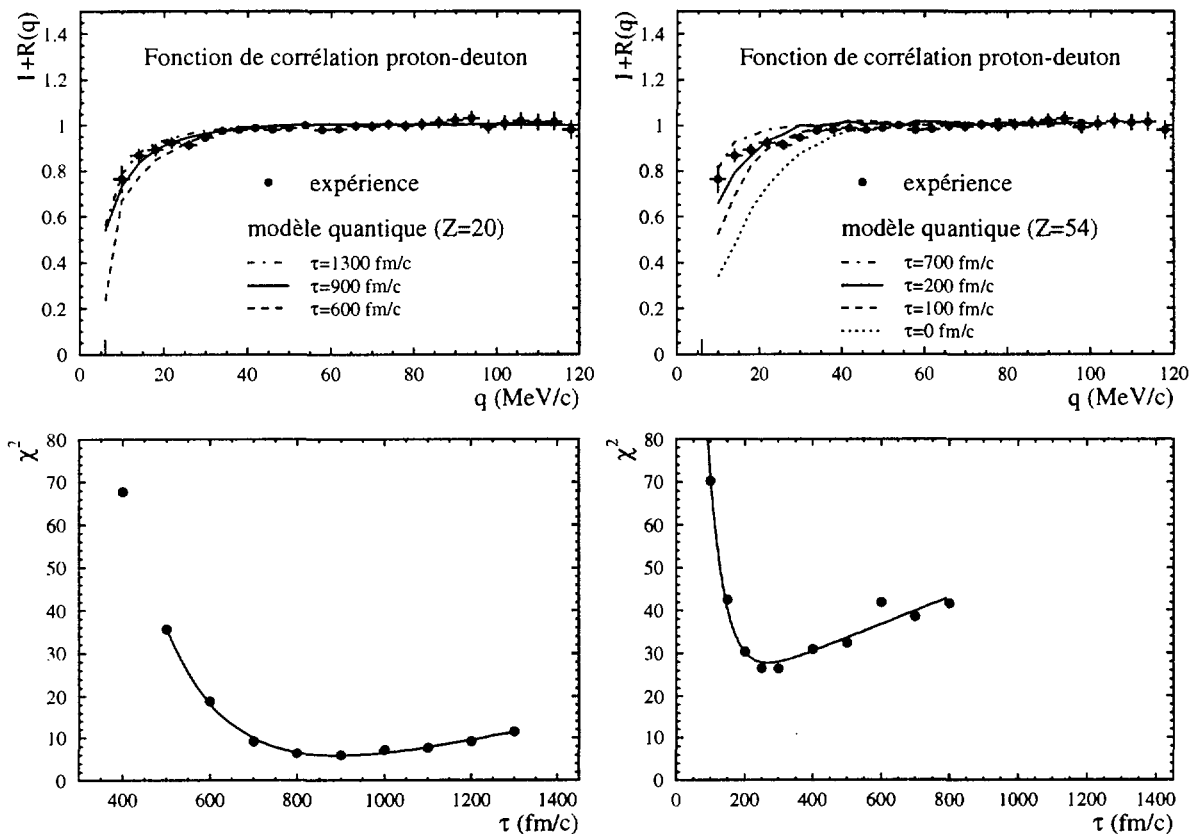 1+R(q)
1.4
1.2
1
0.8
0.6
0.4
0.2
0
Fonction de corrélation proton-deuton
expérience
modèle quantique (Z=20)
τ=1300 fm/c
τ=900 fm/c
τ=600 fm/c
0 20 40 60 80 100 120
q (MeV/c)
1+R(q)
1.4
1.2
1
0.8
0.6
0.4
0.2
0
Fonction de corrélation proton-deuton
expérience
modèle quantique (Z=54)
τ=700 fm/c
τ=200 fm/c
τ=100 fm/c
τ=0 fm/c
0 20 40 60 80 100 120
q (MeV/c)
χ²
80
70
60
50
40
30
20
10
0
400 600 800 1000 1200 1400
τ (fm/c)
χ²
80
70
60
50
40
30
20
10
0
0 200 400 600 800 1000 1200 1400
τ (fm/c)